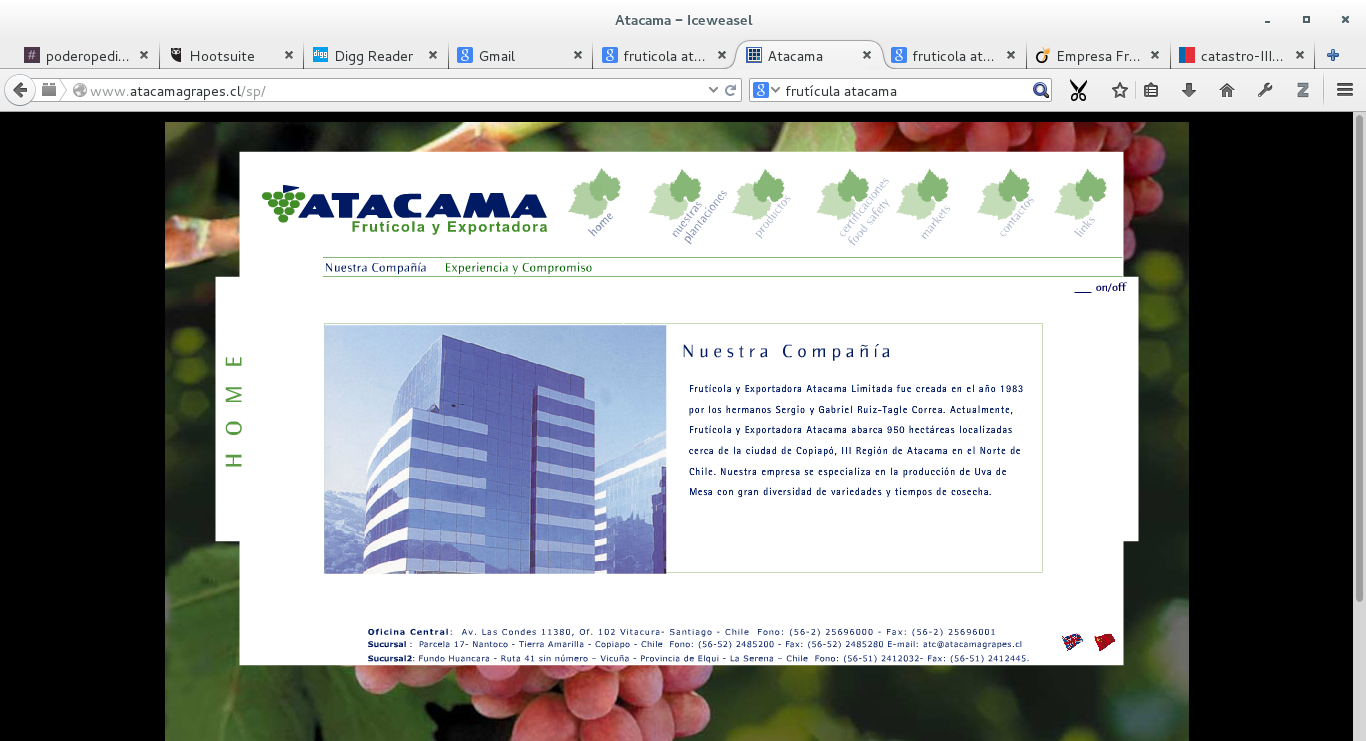 Atacama – Iceweasel
# poderopedi...
Hootsuite
digg Digg Reader
8 Gmail
8 fruticola at...
Atacama
8 fruticola at...
Empresa Fr...
catastro-III...
www.atacamagrapes.cl/sp/
8 frutícula atacama
Z
ATACAMA
Frutícola y Exportadora
home
nuestras
plantaciones
productos
certificaciones
food safety
markets
contactos
links
Nuestra Compañía Experiencia y Compromiso
___ on/off
HOME
Nuestra Compañía
Frutícola y Exportadora Atacama Limitada fue creada en el año 1983
por los hermanos Sergio y Gabriel Ruiz-Tagle Correa. Actualmente,
Frutícola y Exportadora Atacama abarca 950 hectáreas localizadas
cerca de la ciudad de Copiapó, III Región de Atacama en el Norte de
Chile. Nuestra empresa se especializa en la producción de Uva de
Mesa con gran diversidad de variedades y tiempos de cosecha.
Oficina Central: Av. Las Condes 11380, Of. 102 Vitacura- Santiago - Chile Fono: (56-2) 25696000 - Fax: (56-2) 25696001
Sucursal : Parcela 17- Nantoco - Tierra Amarilla - Copiapo - Chile Fono: (56-52) 2485200 - Fax: (56-52) 2485280 E-mail: atc@atacamagrapes.cl
Sucursal2: Fundo Huancara - Ruta 41 sin número – Vicuña - Provincia de Elqui - La Serena – Chile Fono: (56-51) 2412032- Fax: (56-51) 2412445.